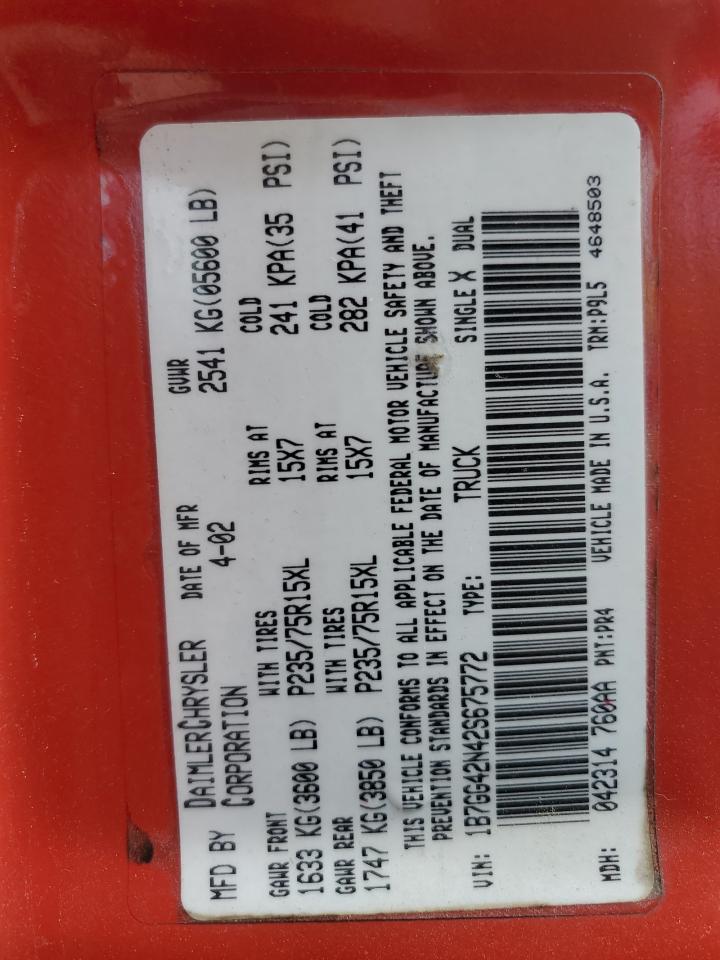 MFD BY DAIMLERCHRYSLER DATE OF MFR GVWR
CORPORATION 4-02 2541 KG(05600 LB)
GAWR FRONT WITH TIRES RIMS AT COLD
1633 KG(3600 LB) P235/75R15XL 15X7 241 KPA(35 PSI)
GAWR REAR WITH TIRES RIMS AT COLD
1747 KG(3850 LB) P235/75R15XL 15X7 282 KPA(41 PSI)
THIS VEHICLE CONFORMS TO ALL APPLICABLE FEDERAL MOTOR VEHICLE SAFETY AND THEFT
PREVENTION STANDARDS IN EFFECT ON THE DATE OF MANUFACTURE SHOWN ABOVE.
VIN: 1B7GG42N42S675772 TYPE: TRUCK SINGLE X DUAL
MDH: 042314 760AA PNT:PR4 VEHICLE MADE IN U.S.A. TRM:P9L5 4648503